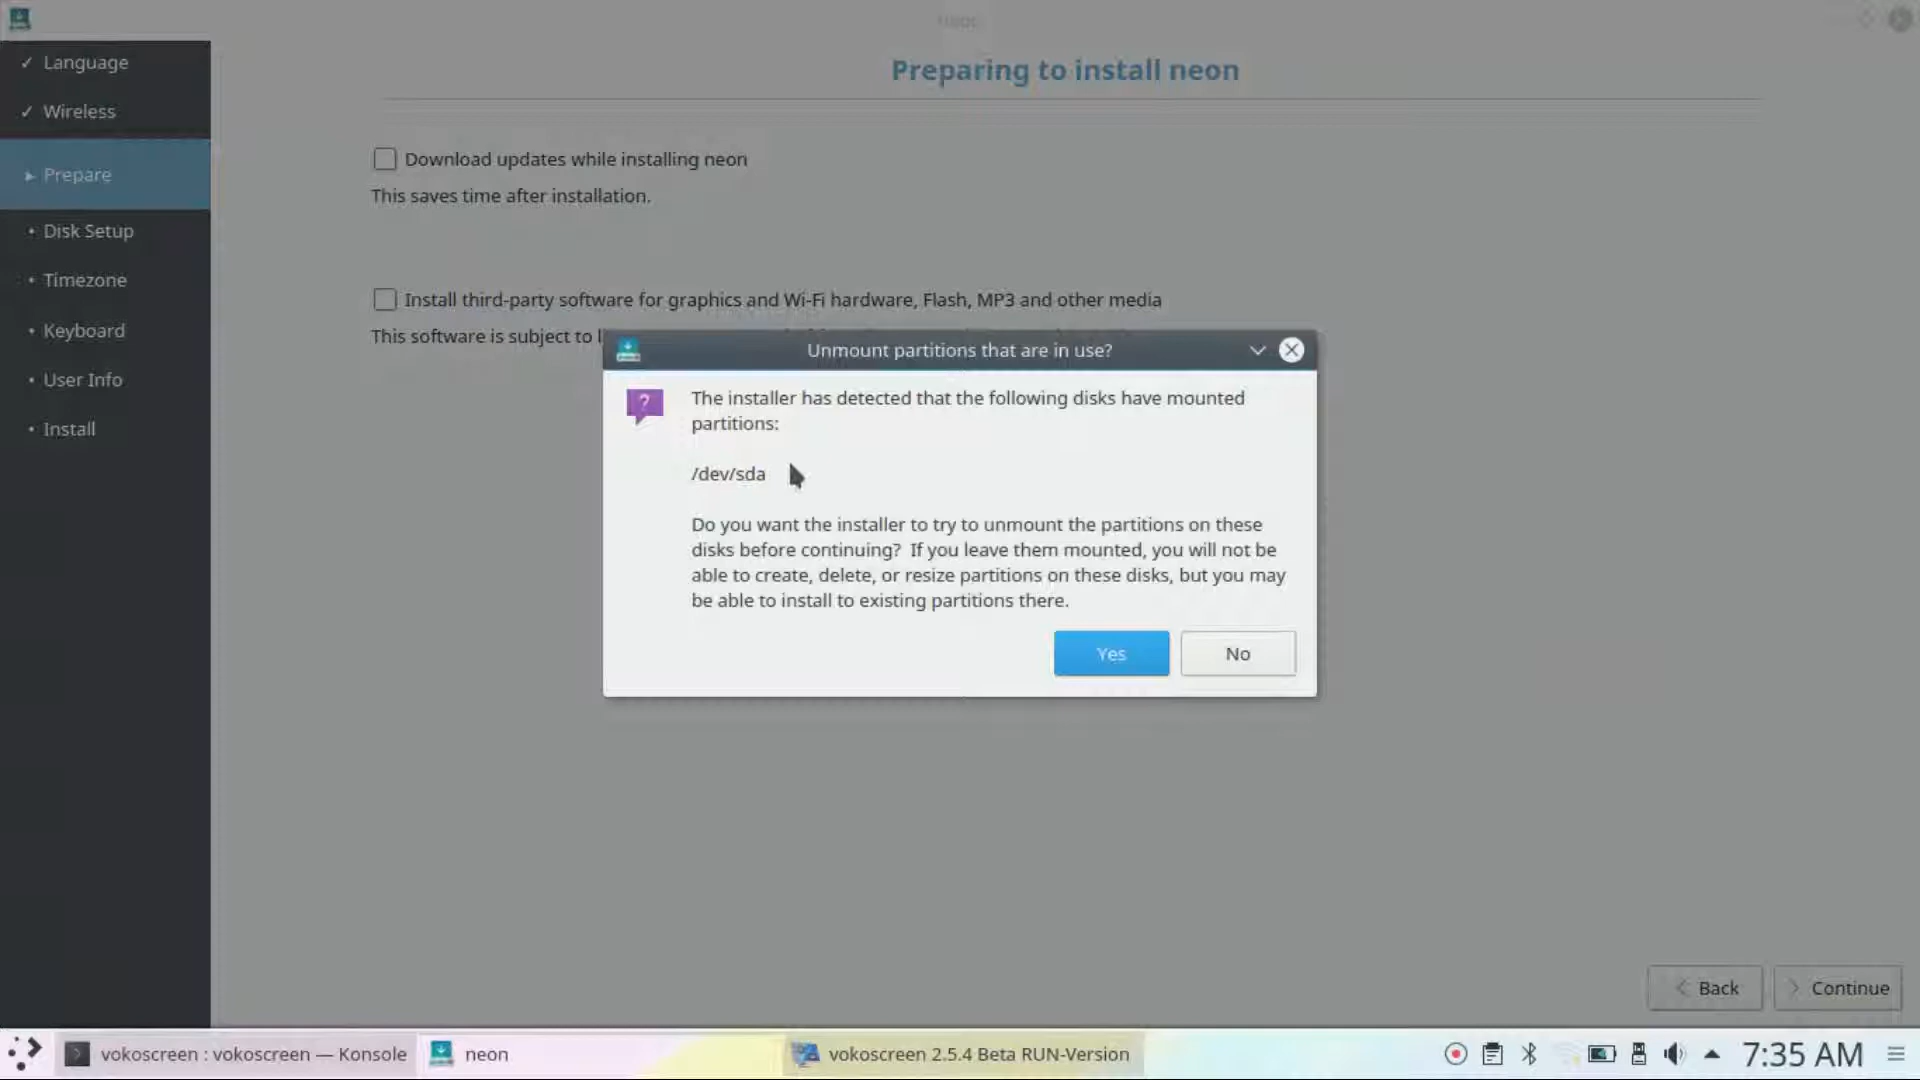 Language
Wireless
Prepare
Disk Setup
Timezone
Keyboard
User Info
Install
Preparing to install neon
Download updates while installing neon
This saves time after installation.
Install third-party software for graphics and Wi-Fi hardware, Flash, MP3 and other media
This software is subject to
Unmount partitions that are in use?
?
The installer has detected that the following disks have mounted
partitions:
/dev/sda
Do you want the installer to try to unmount the partitions on these
disks before continuing?  If you leave them mounted, you will not be
able to create, delete, or resize partitions on these disks, but you may
be able to install to existing partitions there.
Yes
No
Back
Continue
vokoscreen : vokoscreen — Konsole
neon
vokoscreen 2.5.4 Beta RUN-Version
7:35 AM